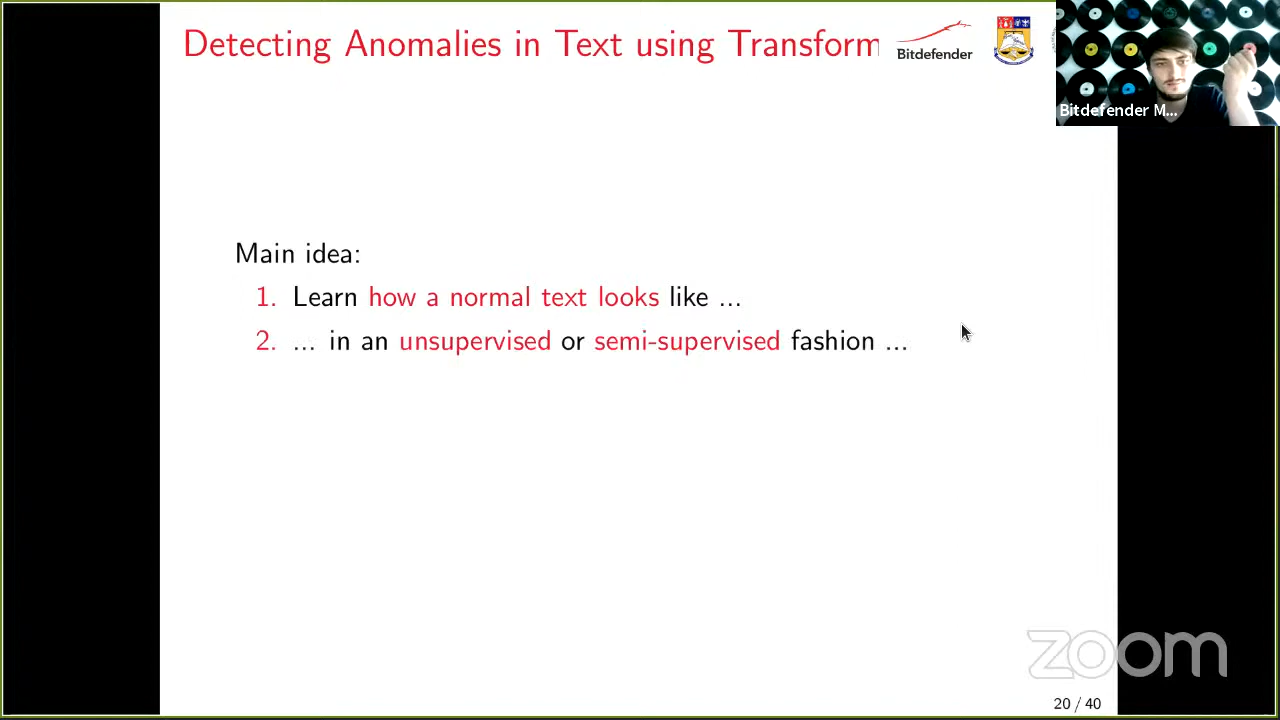 Detecting Anomalies in Text using Transform
Bitdefender
Bitdefender M...
Main idea:
1. Learn how a normal text looks like ...
2. ... in an unsupervised or semi-supervised fashion ...
zoom
20 / 40